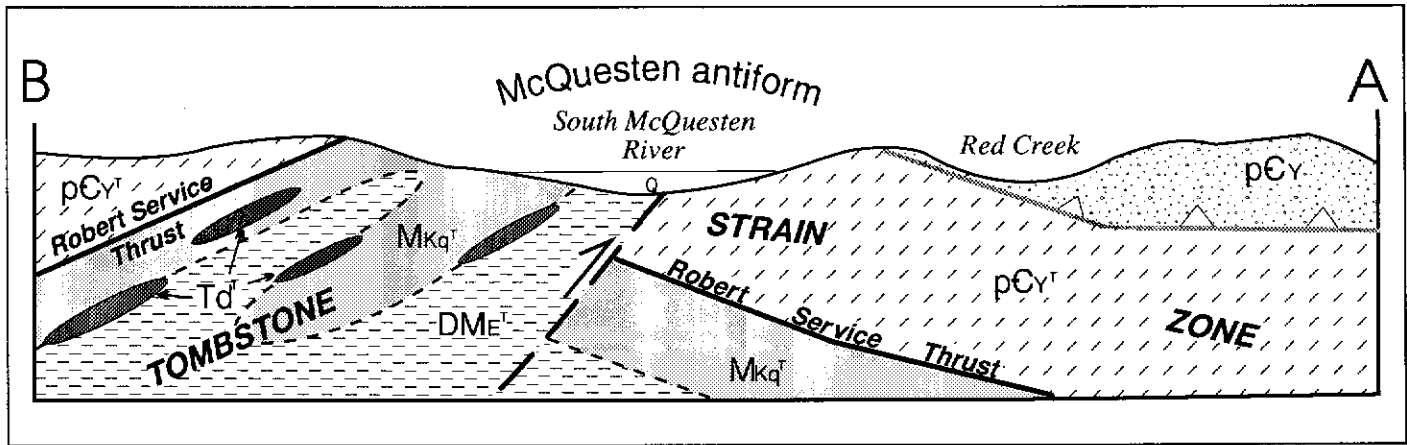 B
A
McQuesten antiform
South McQuesten
River
Red Creek
Q
pЄYᵀ
Robert Service
Thrust
MKqᵀ
STRAIN
pЄY
Tdᵀ
TOMBSTONE
DMEᵀ
Robert Service Thrust
pЄYᵀ
ZONE
MKqᵀ